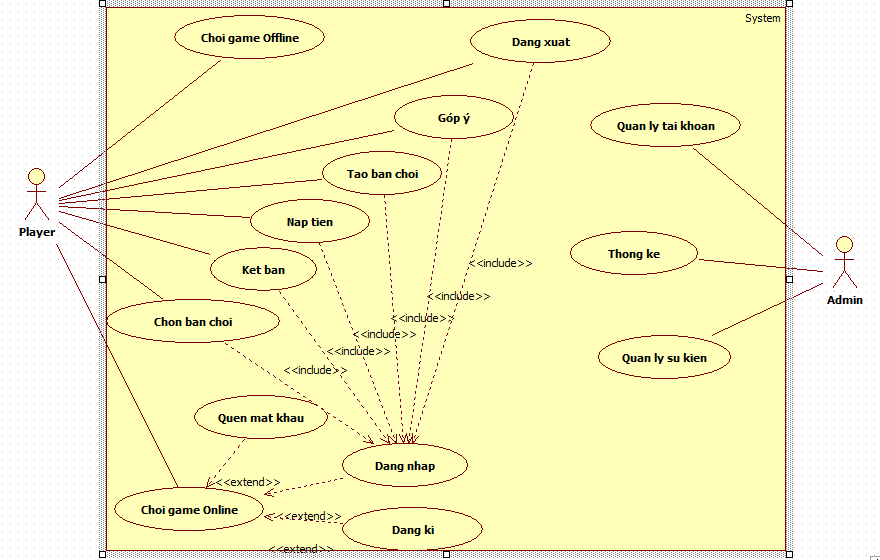 System
Choi game Offline
Dang xuat
Góp ý
Quan ly tai khoan
Tao ban choi
Nap tien
Player
Thong ke
<<include>>
Ket ban
<<include>>
Admin
Chon ban choi
<<include>>
<<include>>
<<include>>
Quan ly su kien
<<include>>
Quen mat khau
Dang nhap
<<extend>>
Choi game Online
<<extend>>
Dang ki
<<extend>>